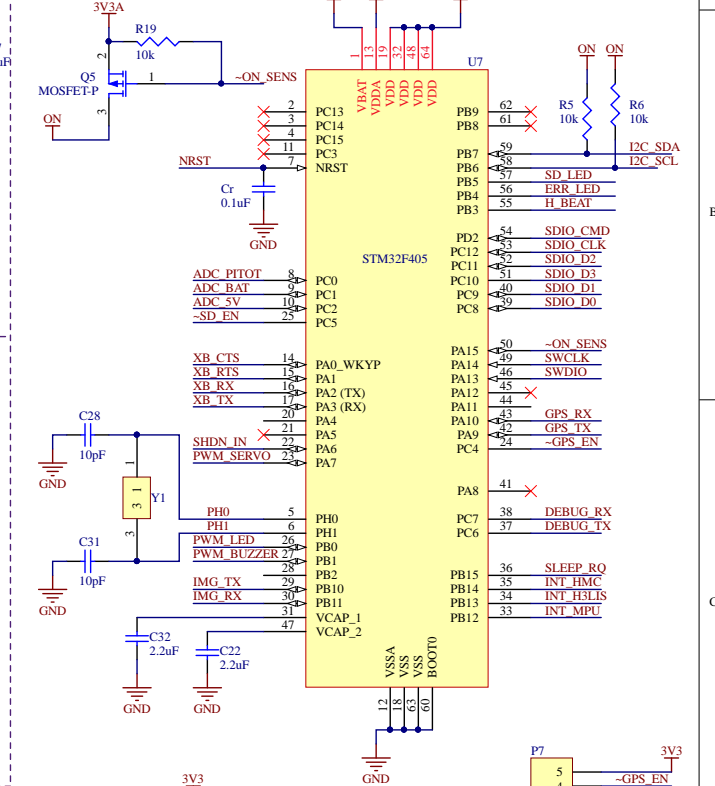 3V3A
R19
10k
2
Q5
MOSFET-P
1
~ON_SENS
3
ON
1
13
19
32
48
64
U7
VBAT
VDDA
VDD
VDD
VDD
VDD
ON
ON
R5
10k
R6
10k
2 PC13
3 PC14
4 PC15
11 PC3
NRST 7 NRST
Cr
0.1uF
GND
STM32F405
PB9 62
PB8 61
PB7 59 I2C_SDA
PB6 58 I2C_SCL
PB5 57 SD_LED
PB4 56 ERR_LED
PB3 55 H_BEAT
PD2 54 SDIO_CMD
PC12 53 SDIO_CLK
PC11 52 SDIO_D2
PC10 51 SDIO_D3
PC9 40 SDIO_D1
PC8 39 SDIO_D0
B
ADC_PITOT 8 PC0
ADC_BAT 9 PC1
ADC_5V 10 PC2
~SD_EN 25 PC5
XB_CTS 14 PA0_WKYP
XB_RTS 15 PA1
XB_RX 16 PA2 (TX)
XB_TX 17 PA3 (RX)
20 PA4
21 PA5
SHDN_IN 22 PA6
PWM_SERVO 23 PA7
PA15 50 ~ON_SENS
PA14 49 SWCLK
PA13 46 SWDIO
PA12 45
PA11 44
PA10 43 GPS_RX
PA9 42 GPS_TX
PC4 24 ~GPS_EN
PA8 41
PC7 38 DEBUG_RX
PC6 37 DEBUG_TX
PB15 36 SLEEP_RQ
PB14 35 INT_HMC
PB13 34 INT_H3LIS
PB12 33 INT_MPU
C28
10pF
GND
1
3 1
Y1
3
C31
10pF
GND
PH0 5 PH0
PH1 6 PH1
PWM_LED 26 PB0
PWM_BUZZER 27 PB1
28 PB2
IMG_TX 29 PB10
IMG_RX 30 PB11
31 VCAP_1
47 VCAP_2
C32
2.2uF
GND
C22
2.2uF
GND
VSSA
VSS
VSS
BOOT0
12
18
63
60
GND
C
3V3
P7
5
3V3
~GPS_EN